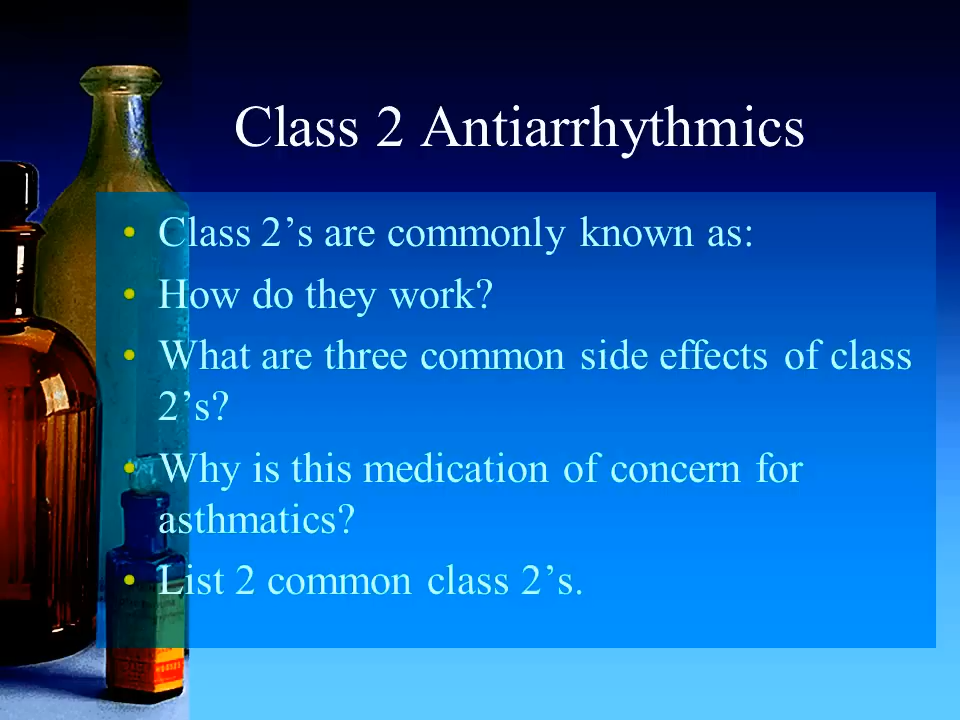 Class 2 Antiarrhythmics
• Class 2’s are commonly known as:
• How do they work?
• What are three common side effects of class
2’s?
• Why is this medication of concern for
asthmatics?
• List 2 common class 2’s.